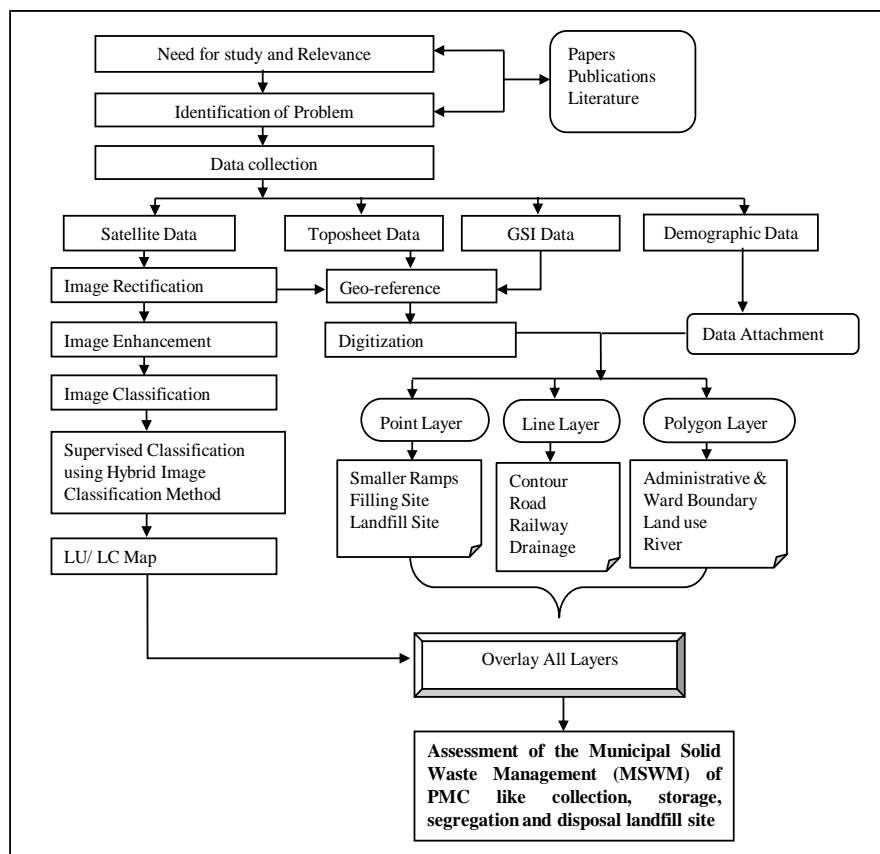 Need for study and Relevance
Papers
Publications
Literature
Identification of Problem
Data collection
Satellite Data
Toposheet Data
GSI Data
Demographic Data
Image Rectification
Geo-reference
Image Enhancement
Digitization
Data Attachment
Image Classification
Point Layer
Line Layer
Polygon Layer
Supervised Classification
using Hybrid Image
Classification Method
Smaller Ramps
Filling Site
Landfill Site
Contour
Road
Railway
Drainage
Administrative &
Ward Boundary
Land use
River
LU/ LC Map
Overlay All Layers
Assessment of the Municipal Solid
Waste Management (MSWM) of
PMC like collection, storage,
segregation and disposal landfill site